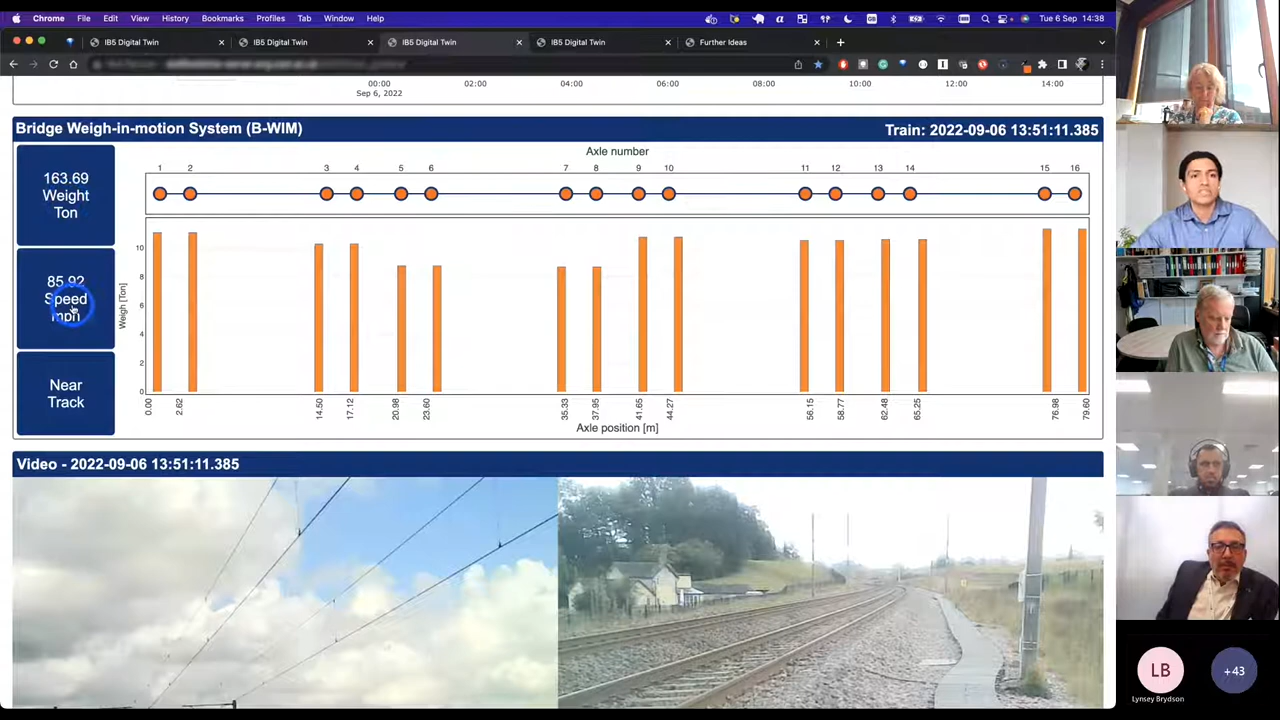 Chrome File Edit View History Bookmarks Profiles Tab Window Help
GB
Tue 6 Sep 14:38
IB5 Digital Twin
IB5 Digital Twin
IB5 Digital Twin
IB5 Digital Twin
Further Ideas
00:00 02:00 04:00 06:00 08:00 10:00 12:00 14:00
Sep 6, 2022
Bridge Weigh-in-motion System (B-WIM)
Train: 2022-09-06 13:51:11.385
163.69
Weight
Ton
85.92
Speed
mph
Near
Track
Axle number
1 2 3 4 5 6 7 8 9 10 11 12 13 14 15 16
Weigh [Ton]
10
8
6
4
2
0
0.00 2.62 14.50 17.12 20.98 23.60 35.33 37.95 41.65 44.27 56.15 58.77 62.48 65.25 76.98 79.60
Axle position [m]
Video - 2022-09-06 13:51:11.385
LB
Lynsey Brydson
+43